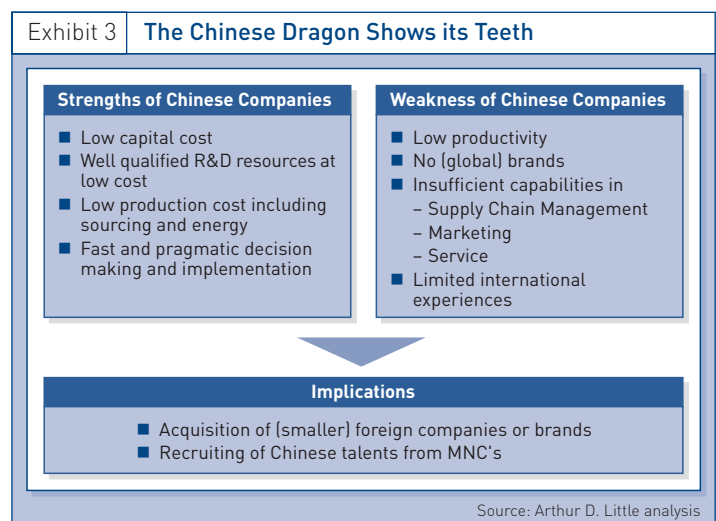 Exhibit 3
The Chinese Dragon Shows its Teeth
Strengths of Chinese Companies
■ Low capital cost
■ Well qualified R&D resources at
low cost
■ Low production cost including
sourcing and energy
■ Fast and pragmatic decision
making and implementation
Weakness of Chinese Companies
■ Low productivity
■ No (global) brands
■ Insufficient capabilities in
– Supply Chain Management
– Marketing
– Service
■ Limited international
experiences
Implications
■ Acquisition of (smaller) foreign companies or brands
■ Recruiting of Chinese talents from MNC's
Source: Arthur D. Little analysis